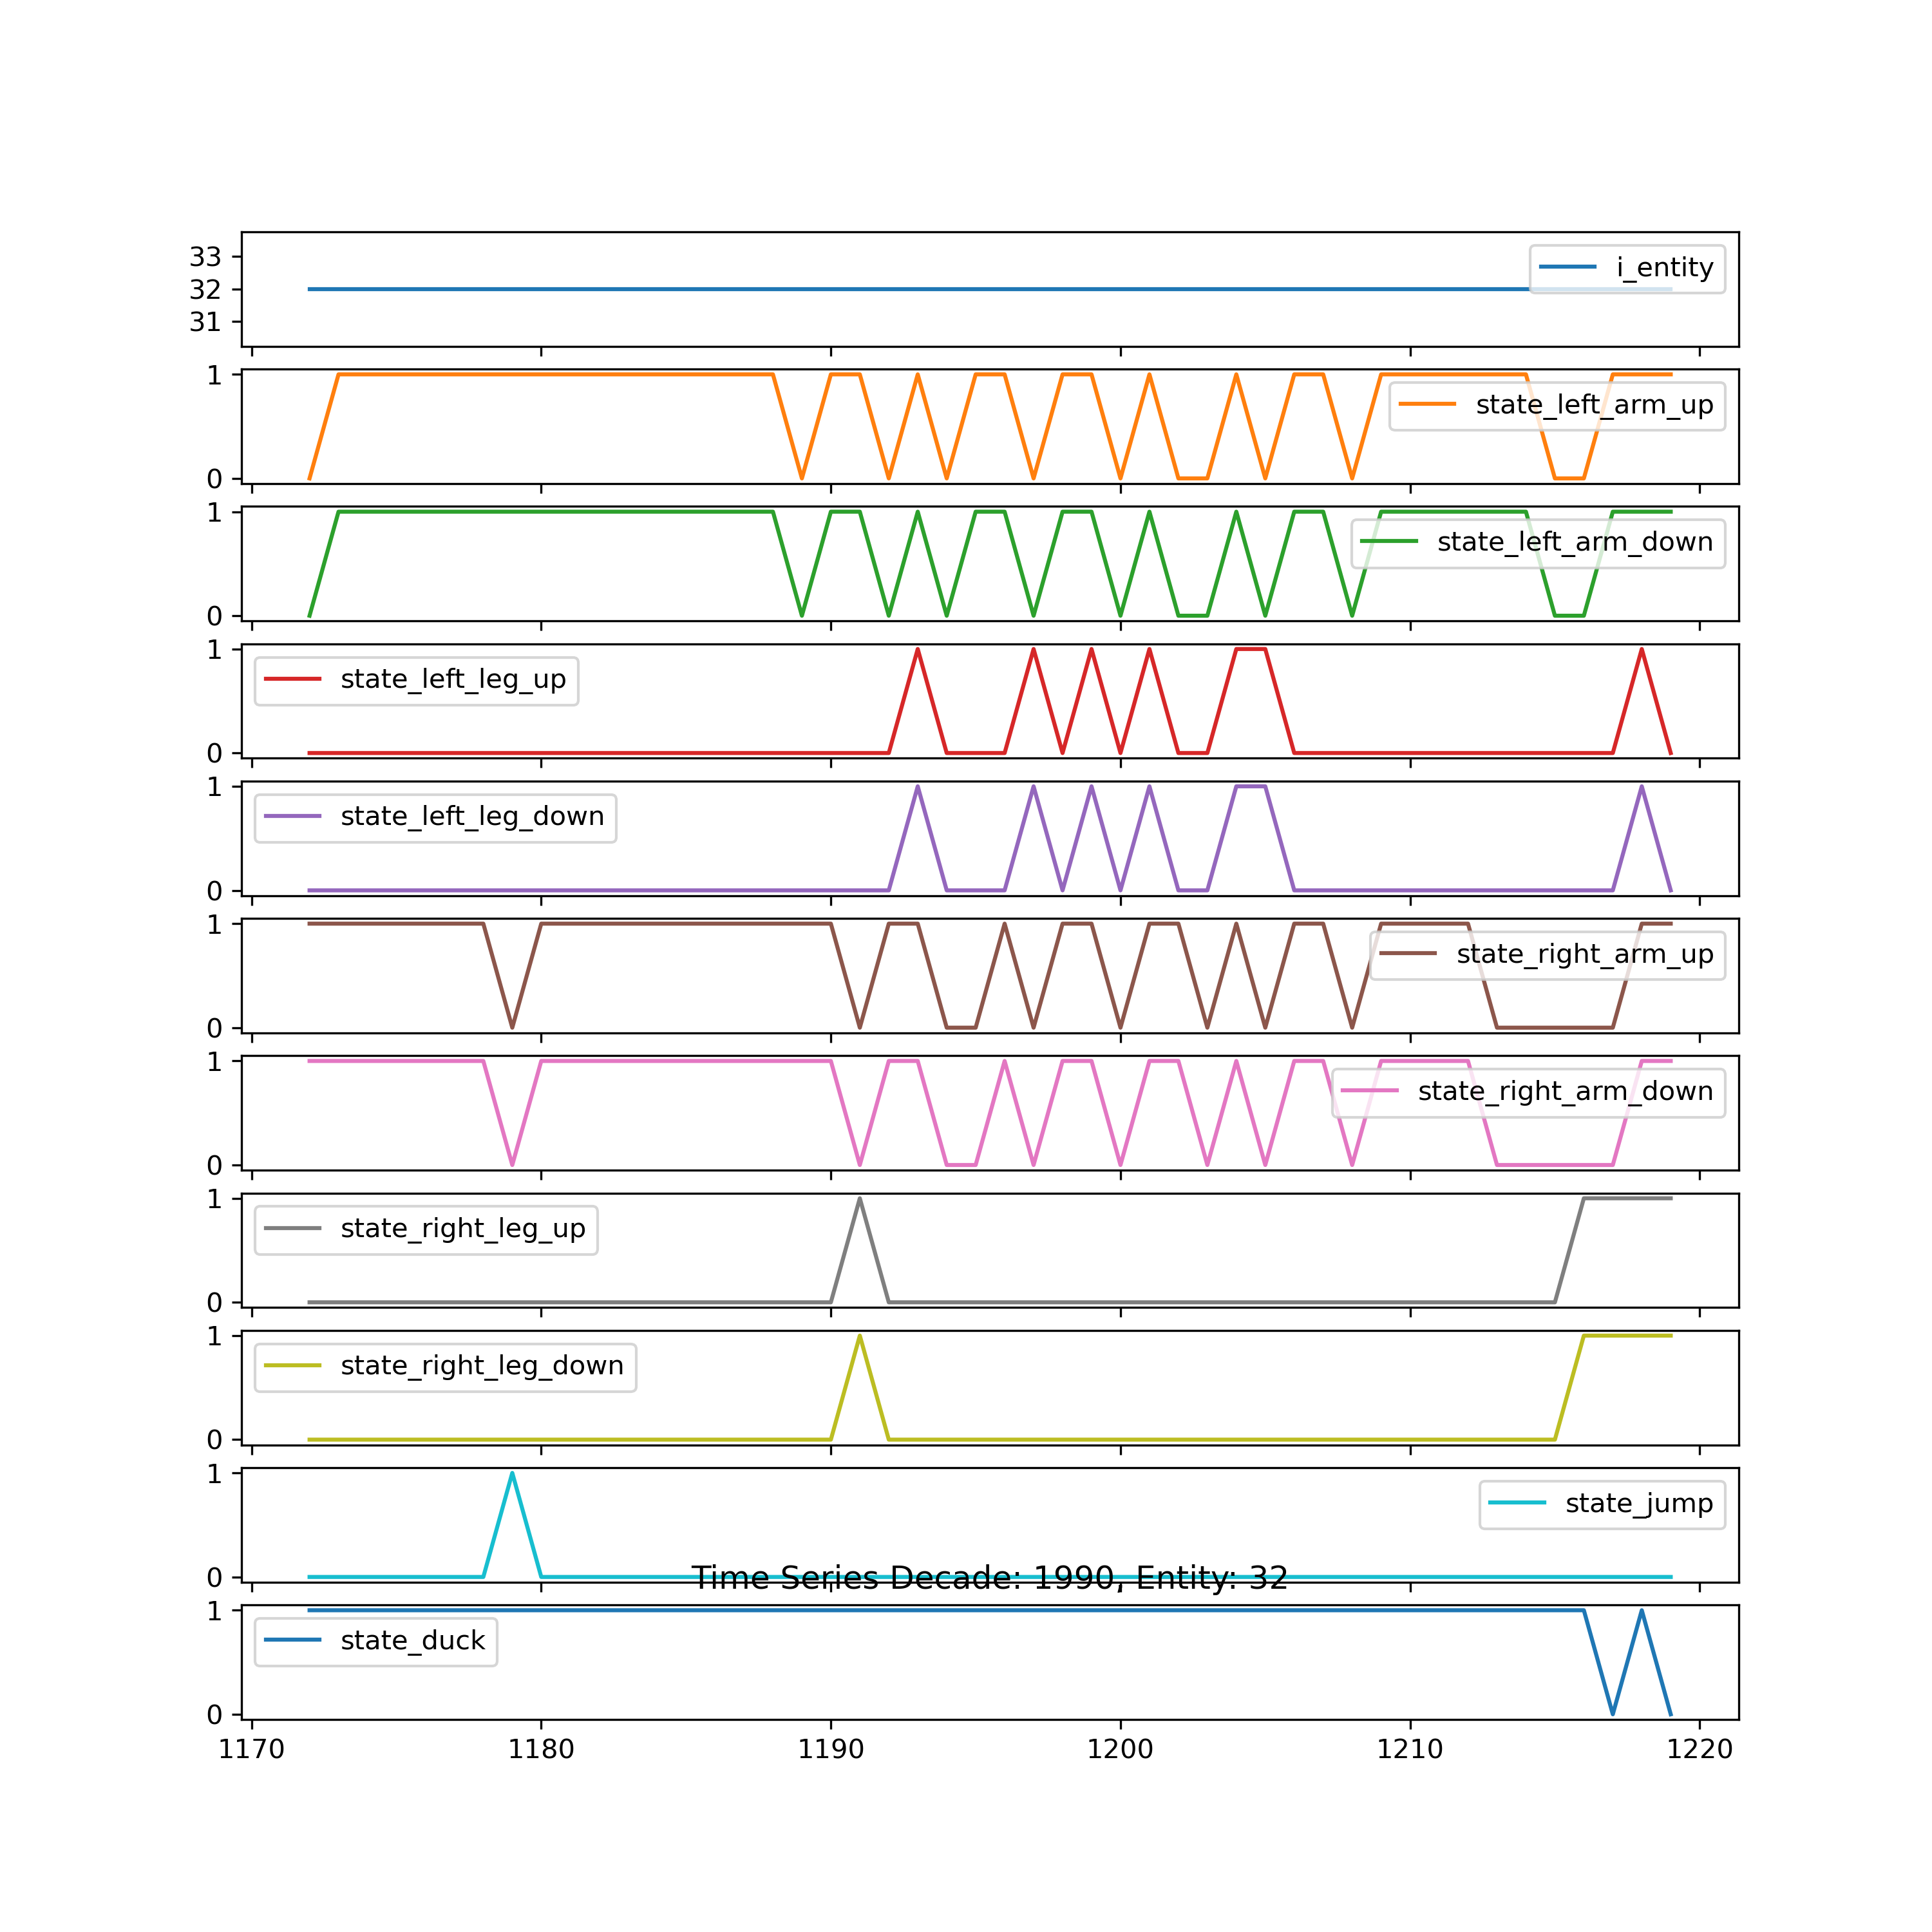 33
32
31
i_entity
1
0
state_left_arm_up
1
0
state_left_arm_down
1
0
state_left_leg_up
1
0
state_left_leg_down
1
0
state_right_arm_up
1
0
state_right_arm_down
1
0
state_right_leg_up
1
0
state_right_leg_down
1
0
state_jump
Time Series Decade: 1990, Entity: 32
1
0
state_duck
1170 1180 1190 1200 1210 1220